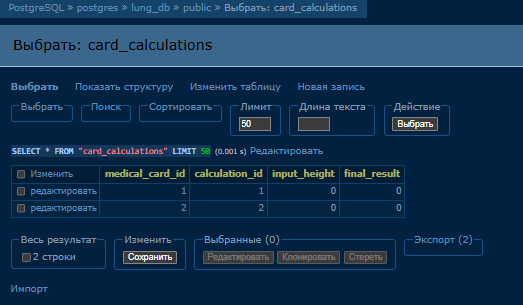 PostgreSQL » postgres » lung_db » public » Выбрать: card_calculations
Выбрать: card_calculations
Выбрать Показать структуру Изменить таблицу Новая запись
Выбрать Поиск Сортировать Лимит Длина текста Действие
50 Выбрать
SELECT * FROM "card_calculations" LIMIT 50 (0.001 s) Редактировать
Изменить medical_card_id calculation_id input_height final_result
редактировать 1 1 0 0
редактировать 2 2 0 0
Весь результат Изменить Выбранные (0) Экспорт (2)
2 строки Сохранить Редактировать Клонировать Стереть
Импорт